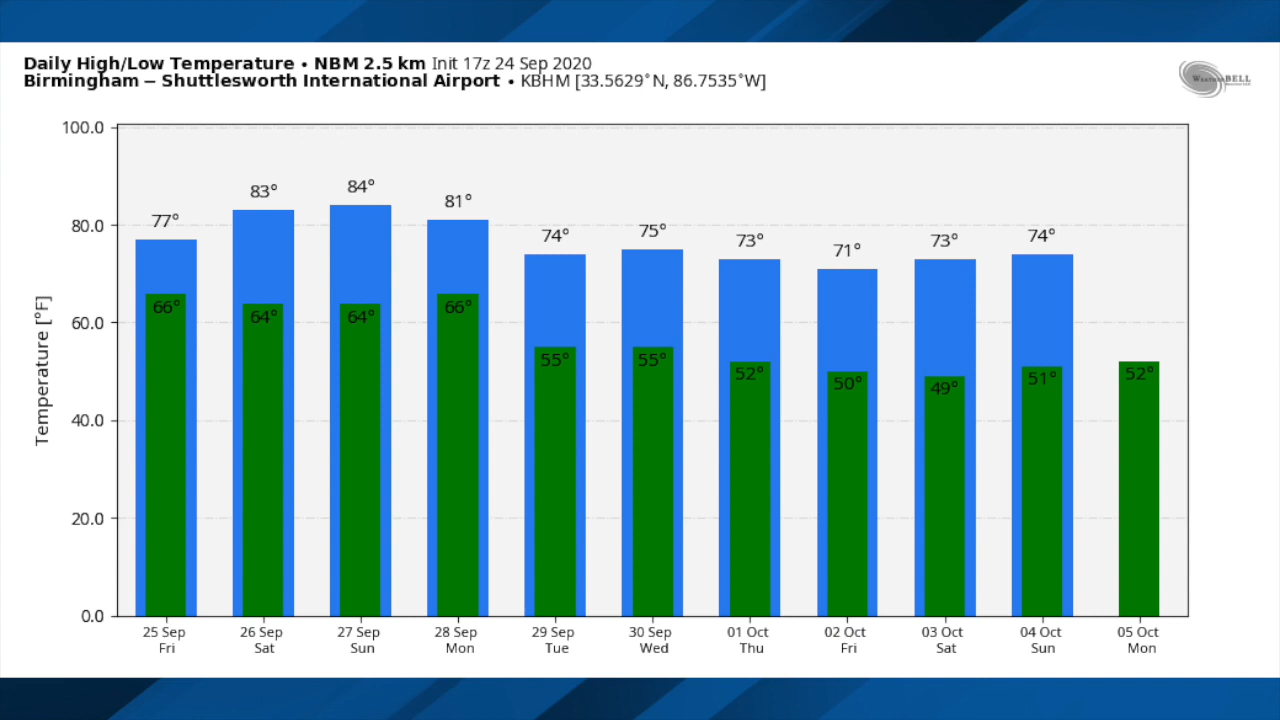 Daily High/Low Temperature • NBM 2.5 km Init 17z 24 Sep 2020
Birmingham – Shuttlesworth International Airport • KBHM [33.5629°N, 86.7535°W]
WeatherBELL
Temperature [°F]
100.0
80.0
60.0
40.0
20.0
0.0
77° 83° 84° 81° 74° 75° 73° 71° 73° 74°
66° 64° 64° 66° 55° 55° 52° 50° 49° 51° 52°
25 Sep 26 Sep 27 Sep 28 Sep 29 Sep 30 Sep 01 Oct 02 Oct 03 Oct 04 Oct 05 Oct
Fri Sat Sun Mon Tue Wed Thu Fri Sat Sun Mon